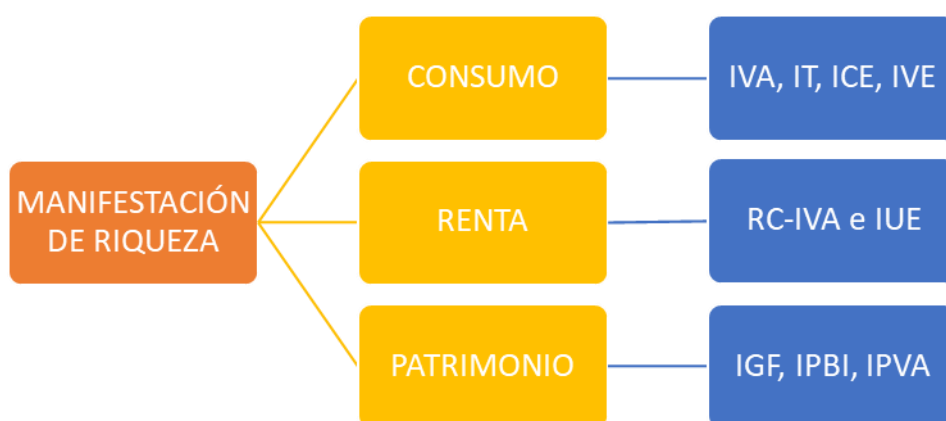 MANIFESTACIÓN
DE RIQUEZA
CONSUMO
IVA, IT, ICE, IVE
RENTA
RC-IVA e IUE
PATRIMONIO
IGF, IPBI, IPVA